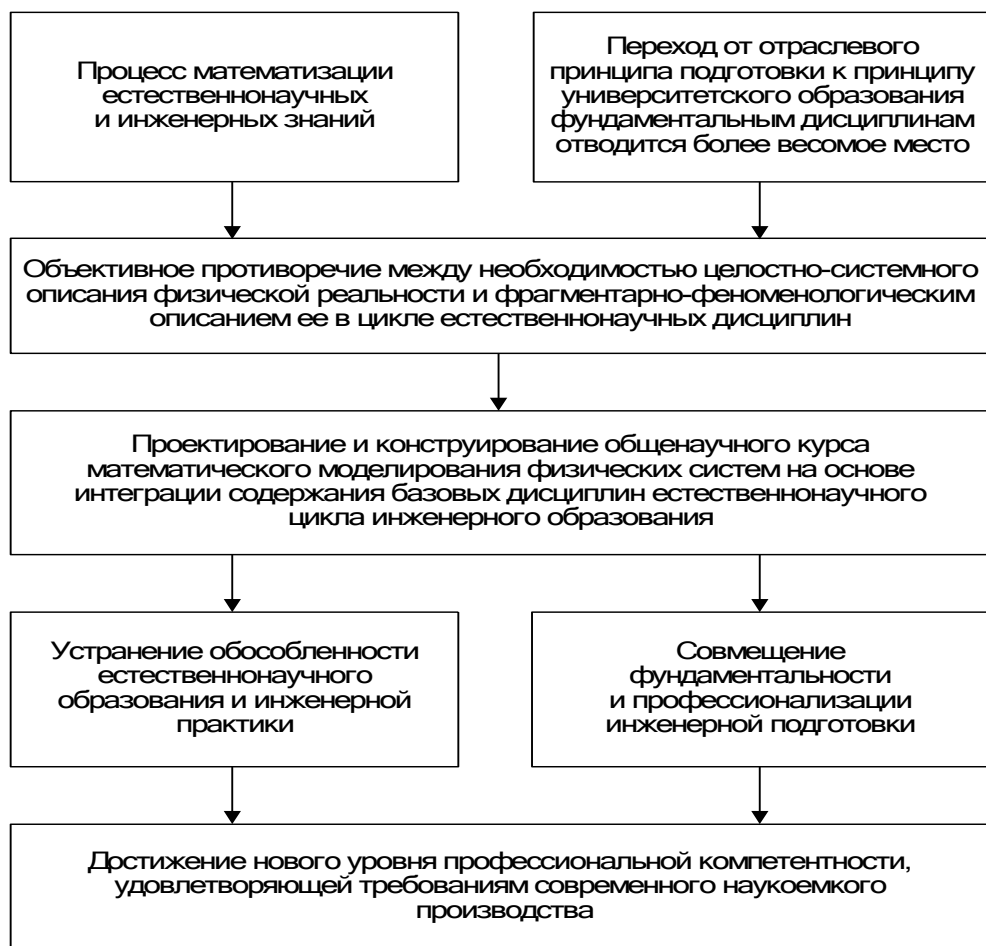 Процесс математизации
естественнонаучных
и инженерных знаний
Переход от отраслевого
принципа подготовки к принципу
университетского образования
фундаментальным дисциплинам
отводится более весомое место
Объективное противоречие между необходимостью целостно-системного
описания физической реальности и фрагментарно-феноменологическим
описанием ее в цикле естественнонаучных дисциплин
Проектирование и конструирование общенаучного курса
математического моделирования физических систем на основе
интеграции содержания базовых дисциплин естественнонаучного
цикла инженерного образования
Устранение обособленности
естественнонаучного
образования и инженерной
практики
Совмещение
фундаментальности
и профессионализации
инженерной подготовки
Достижение нового уровня профессиональной компетентности,
удовлетворяющей требованиям современного наукоемкого
производства